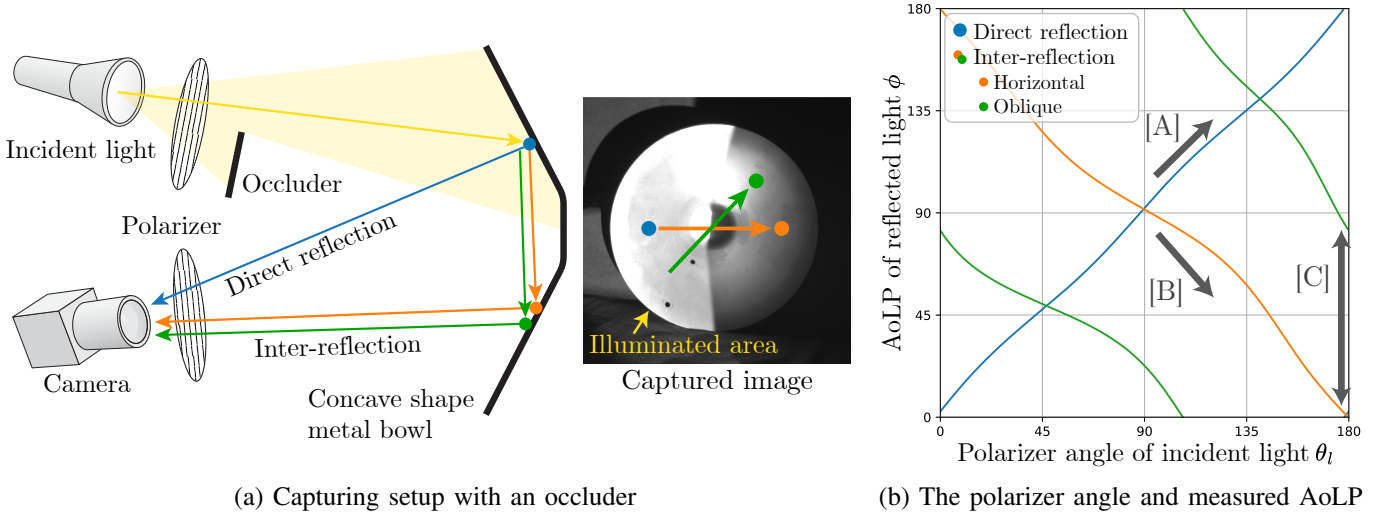 Incident light
Polarizer
Occluder
Direct reflection
Inter-reflection
Camera
Concave shape
metal bowl
Illuminated area
Captured image
(a) Capturing setup with an occluder
AoLP of reflected light ϕ
180
135
90
45
0
Direct reflection
Inter-reflection
Horizontal
Oblique
[A]
[B]
[C]
0 45 90 135 180
Polarizer angle of incident light θ_l
(b) The polarizer angle and measured AoLP